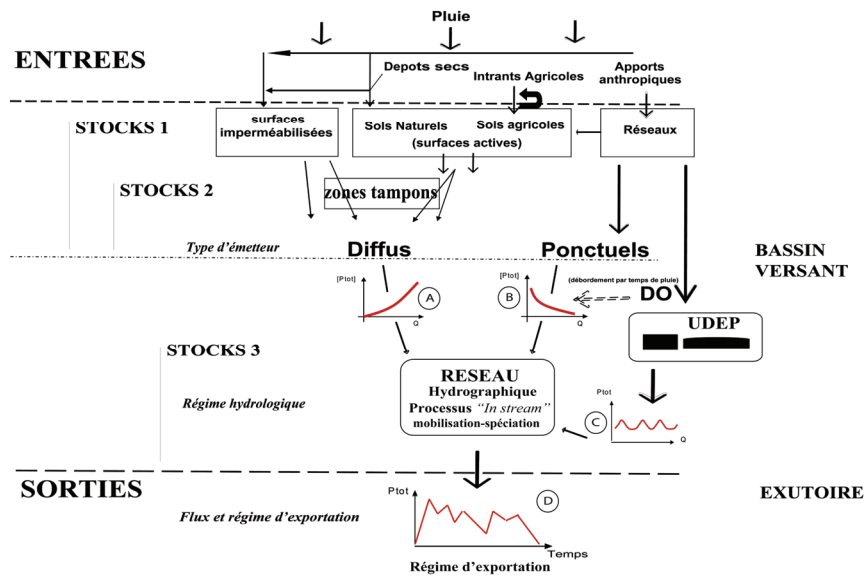 Pluie
ENTREES
Depots secs
Intrants Agricoles
Apports
anthropiques
STOCKS 1
surfaces
imperméabilisées
Sols Naturels
Sols agricoles
(surfaces actives)
Réseaux
STOCKS 2
zones tampons
Type d'émetteur
Diffus
Ponctuels
BASSIN
VERSANT
[Ptot]
A
Q
[Ptot]
B
Q
(débordement par temps de pluie)
DO
UDEP
STOCKS 3
RESEAU
Hydrographique
Processus “In stream”
mobilisation-spéciation
Régime hydrologique
Ptot
C
Q
SORTIES
EXUTOIRE
Flux et régime d'exportation
Ptot
D
Temps
Régime d'exportation